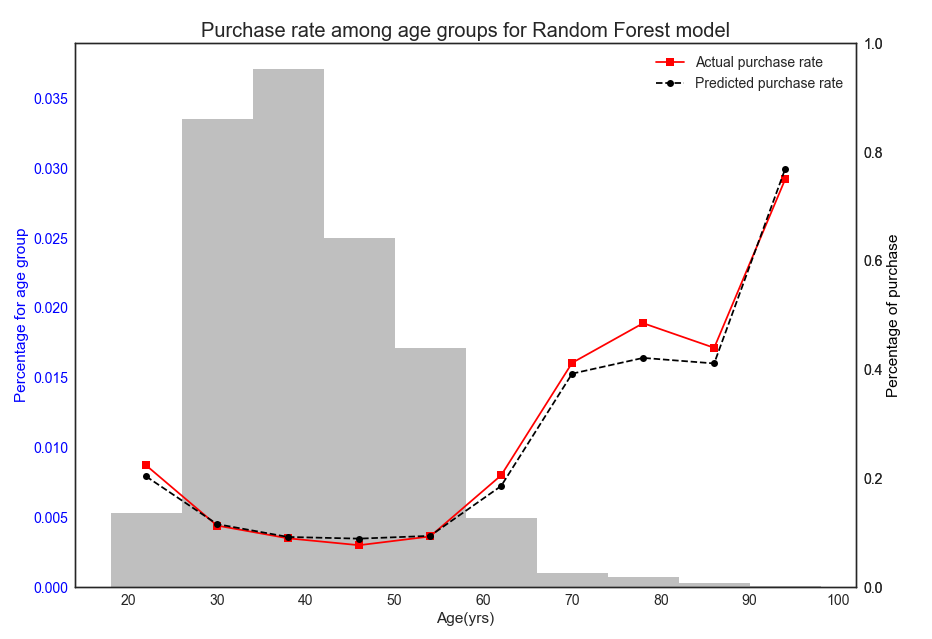 Purchase rate among age groups for Random Forest model
Actual purchase rate
Predicted purchase rate
Percentage for age group
0.035
0.030
0.025
0.020
0.015
0.010
0.005
0.000
1.0
0.8
0.6
0.4
0.2
0.0
Percentage of purchase
20 30 40 50 60 70 80 90 100
Age(yrs)